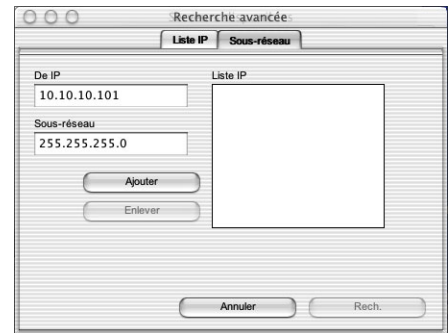 Recherche avancée
Liste IP Sous-réseau
De IP
10.10.10.101
Sous-réseau
255.255.255.0
Ajouter
Enlever
Liste IP
Annuler Rech.